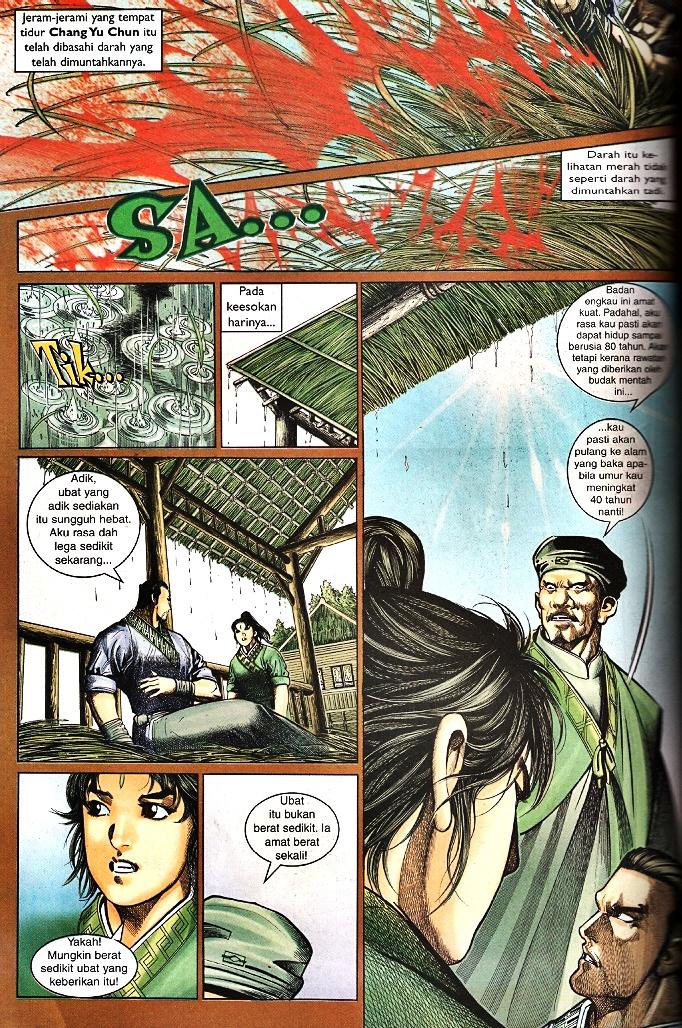 Jeram-jerami yang tempat
tidur Chang Yu Chun itu
telah dibasahi darah yang
telah dimuntahkannya.
Darah itu ke-
lihatan merah tidak
seperti darah yang
dimuntahkan tadi.
SA...
Tik...
Pada
keesokan
harinya...
Badan
engkau ini amat
kuat. Padahal, aku
rasa kau pasti akan
dapat hidup sampai
berusia 80 tahun. Akan
tetapi kerana rawatan
yang diberikan oleh
budak mentah
ini...
...kau
pasti akan
pulang ke alam
yang baka apa-
bila umur kau
meningkat
40 tahun
nanti!
Adik,
ubat yang
adik sediakan
itu sungguh hebat.
Aku rasa dah
lega sedikit
sekarang...
Yakah!
Mungkin berat
sedikit ubat yang
keberikan itu!
Ubat
itu bukan
berat sedikit. Ia
amat berat
sekali!